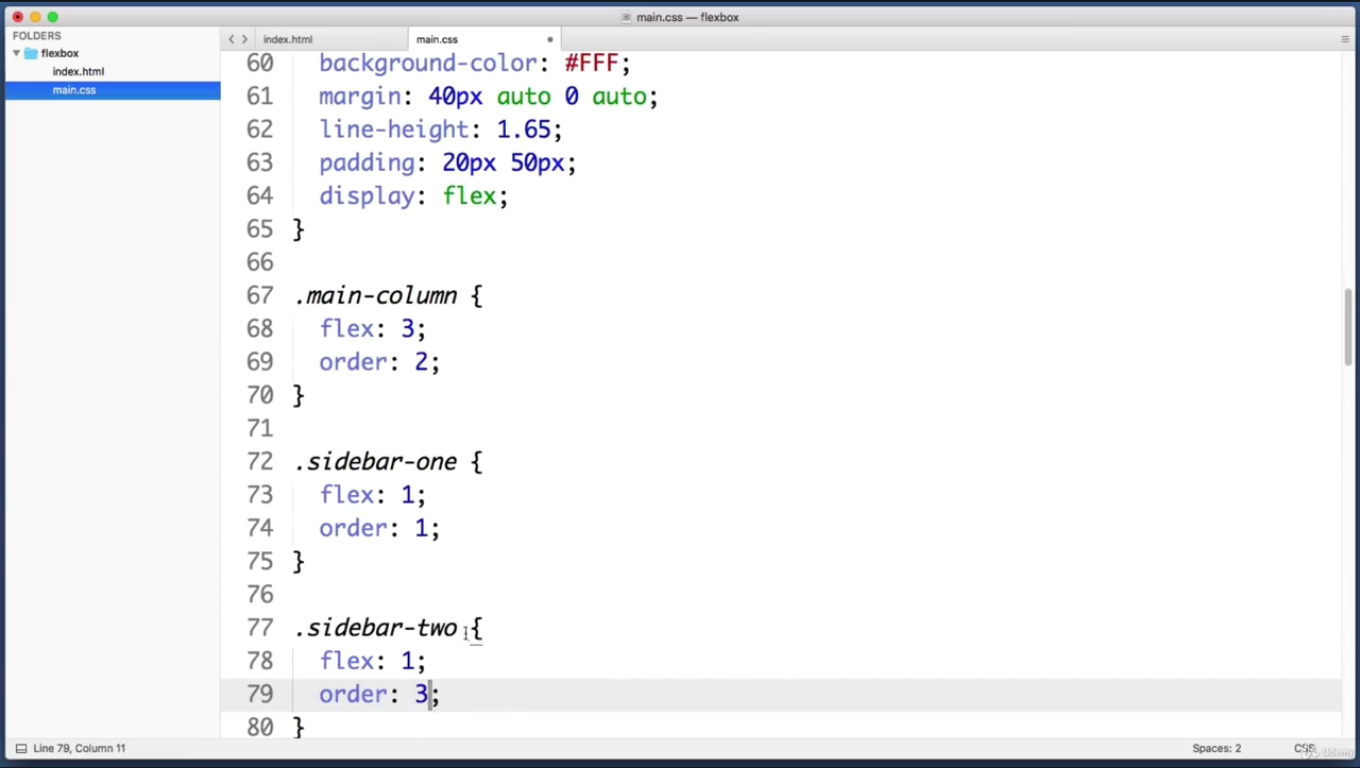 main.css — flexbox
FOLDERS
flexbox
index.html
main.css
index.html
main.css
60 background-color: #FFF;
61 margin: 40px auto 0 auto;
62 line-height: 1.65;
63 padding: 20px 50px;
64 display: flex;
65 }
66
67 .main-column {
68 flex: 3;
69 order: 2;
70 }
71
72 .sidebar-one {
73 flex: 1;
74 order: 1;
75 }
76
77 .sidebar-two {
78 flex: 1;
79 order: 3;
80 }
Line 79, Column 11
Spaces: 2
CSS
Udemy